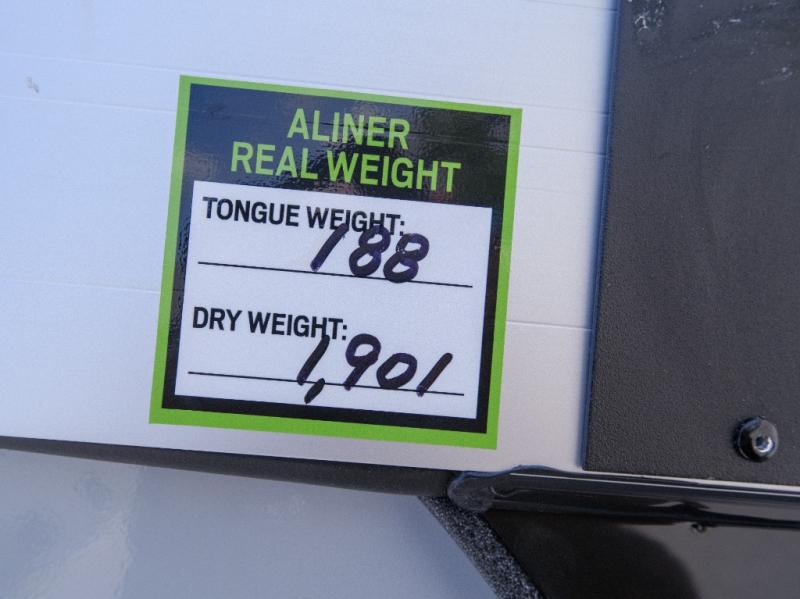 ALINER
REAL WEIGHT
TONGUE WEIGHT:
188
DRY WEIGHT:
1,901